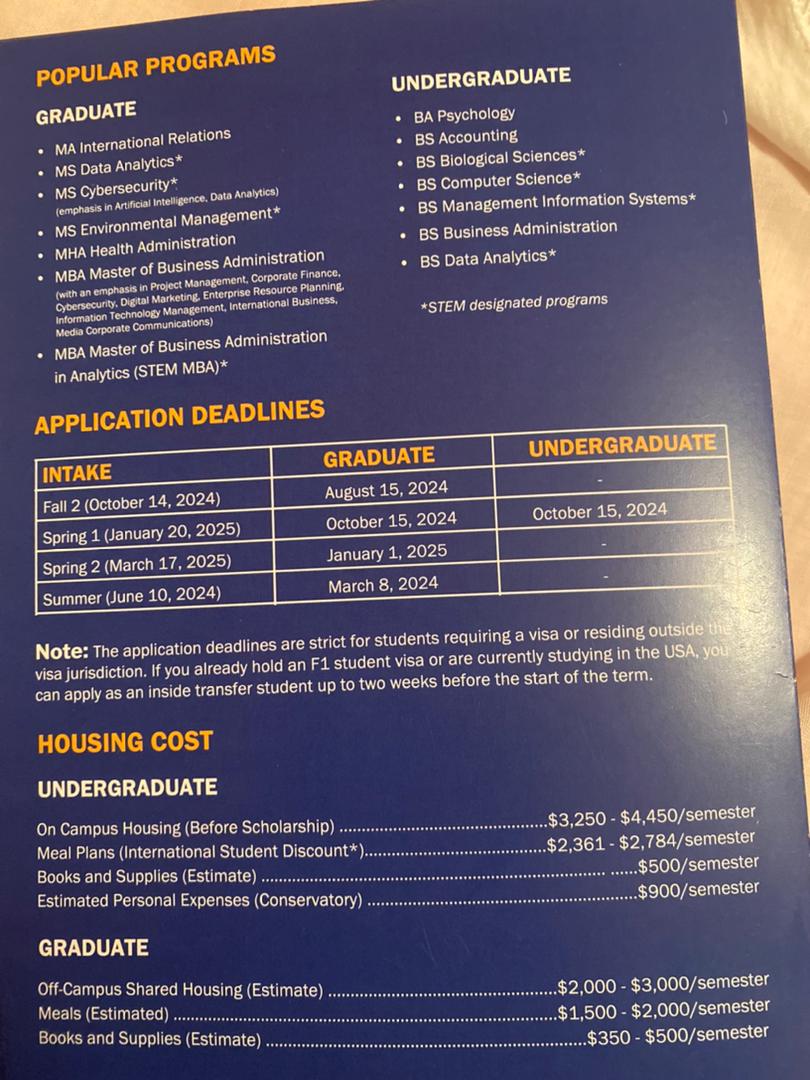 POPULAR PROGRAMS
GRADUATE
• MA International Relations
• MS Data Analytics*
• MS Cybersecurity*
(emphasis in Artificial Intelligence, Data Analytics)
• MS Environmental Management*
• MHA Health Administration
• MBA Master of Business Administration
(with an emphasis in Project Management, Corporate Finance,
Cybersecurity, Digital Marketing, Enterprise Resource Planning,
Information Technology Management, International Business,
Media Corporate Communications)
• MBA Master of Business Administration
in Analytics (STEM MBA)*
UNDERGRADUATE
• BA Psychology
• BS Accounting
• BS Biological Sciences*
• BS Computer Science*
• BS Management Information Systems*
• BS Business Administration
• BS Data Analytics*
*STEM designated programs
APPLICATION DEADLINES
INTAKE GRADUATE UNDERGRADUATE
Fall 2 (October 14, 2024) August 15, 2024 -
Spring 1 (January 20, 2025) October 15, 2024 October 15, 2024
Spring 2 (March 17, 2025) January 1, 2025 -
Summer (June 10, 2024) March 8, 2024 -
Note: The application deadlines are strict for students requiring a visa or residing outside the
visa jurisdiction. If you already hold an F1 student visa or are currently studying in the USA, you
can apply as an inside transfer student up to two weeks before the start of the term.
HOUSING COST
UNDERGRADUATE
On Campus Housing (Before Scholarship) ..........$3,250 - $4,450/semester
Meal Plans (International Student Discount*)..........$2,361 - $2,784/semester
Books and Supplies (Estimate) ..........$500/semester
Estimated Personal Expenses (Conservatory) ..........$900/semester
GRADUATE
Off-Campus Shared Housing (Estimate) ..........$2,000 - $3,000/semester
Meals (Estimated) ..........$1,500 - $2,000/semester
Books and Supplies (Estimate) ..........$350 - $500/semester